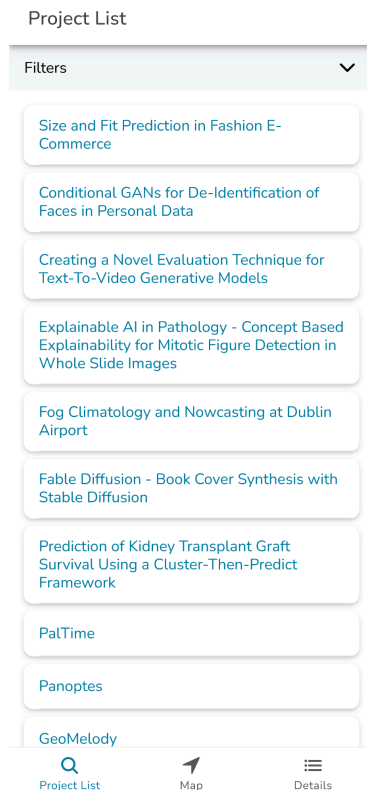 Project List
Filters
Size and Fit Prediction in Fashion E-
Commerce
Conditional GANs for De-Identification of
Faces in Personal Data
Creating a Novel Evaluation Technique for
Text-To-Video Generative Models
Explainable AI in Pathology - Concept Based
Explainability for Mitotic Figure Detection in
Whole Slide Images
Fog Climatology and Nowcasting at Dublin
Airport
Fable Diffusion - Book Cover Synthesis with
Stable Diffusion
Prediction of Kidney Transplant Graft
Survival Using a Cluster-Then-Predict
Framework
PalTime
Panoptes
GeoMelody
Project List Map Details